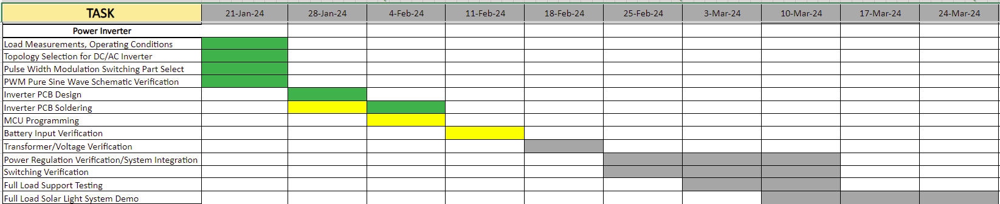 TASK 21-Jan-24 28-Jan-24 4-Feb-24 11-Feb-24 18-Feb-24 25-Feb-24 3-Mar-24 10-Mar-24 17-Mar-24 24-Mar-24
Power Inverter
Load Measurements, Operating Conditions
Topology Selection for DC/AC Inverter
Pulse Width Modulation Switching Part Select
PWM Pure Sine Wave Schematic Verification
Inverter PCB Design
Inverter PCB Soldering
MCU Programming
Battery Input Verification
Transformer/Voltage Verification
Power Regulation Verification/System Integration
Switching Verification
Full Load Support Testing
Full Load Solar Light System Demo